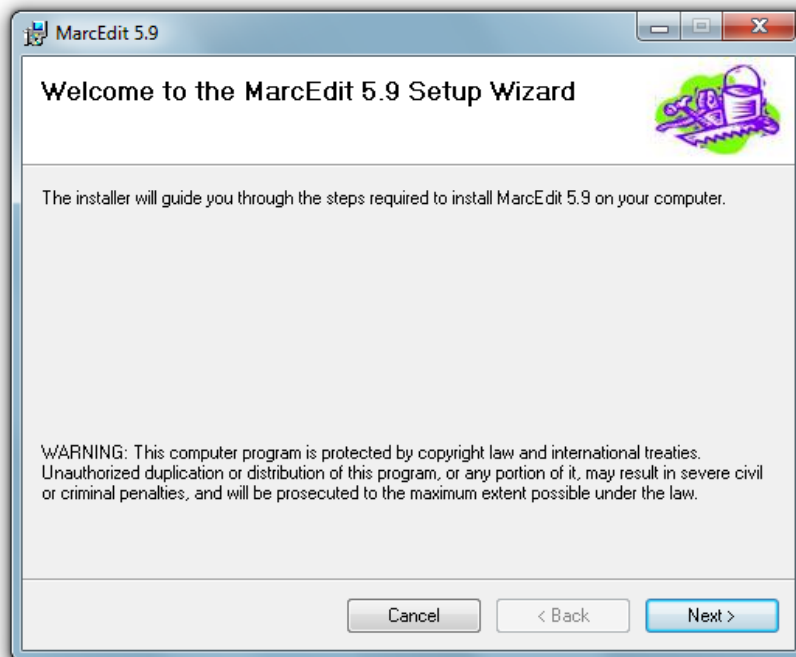 MarcEdit 5.9
Welcome to the MarcEdit 5.9 Setup Wizard
The installer will guide you through the steps required to install MarcEdit 5.9 on your computer.
WARNING: This computer program is protected by copyright law and international treaties.
Unauthorized duplication or distribution of this program, or any portion of it, may result in severe civil
or criminal penalties, and will be prosecuted to the maximum extent possible under the law.
Cancel < Back Next >